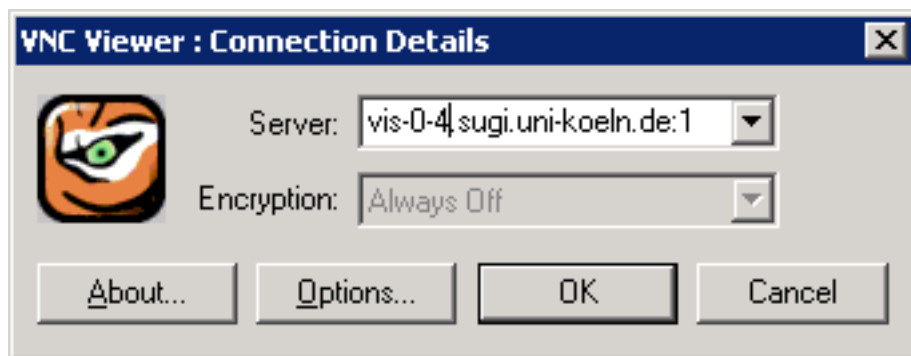 VNC Viewer : Connection Details
Server: vis-0-4.sugi.uni-koeln.de:1
Encryption: Always Off
About... Options... OK Cancel